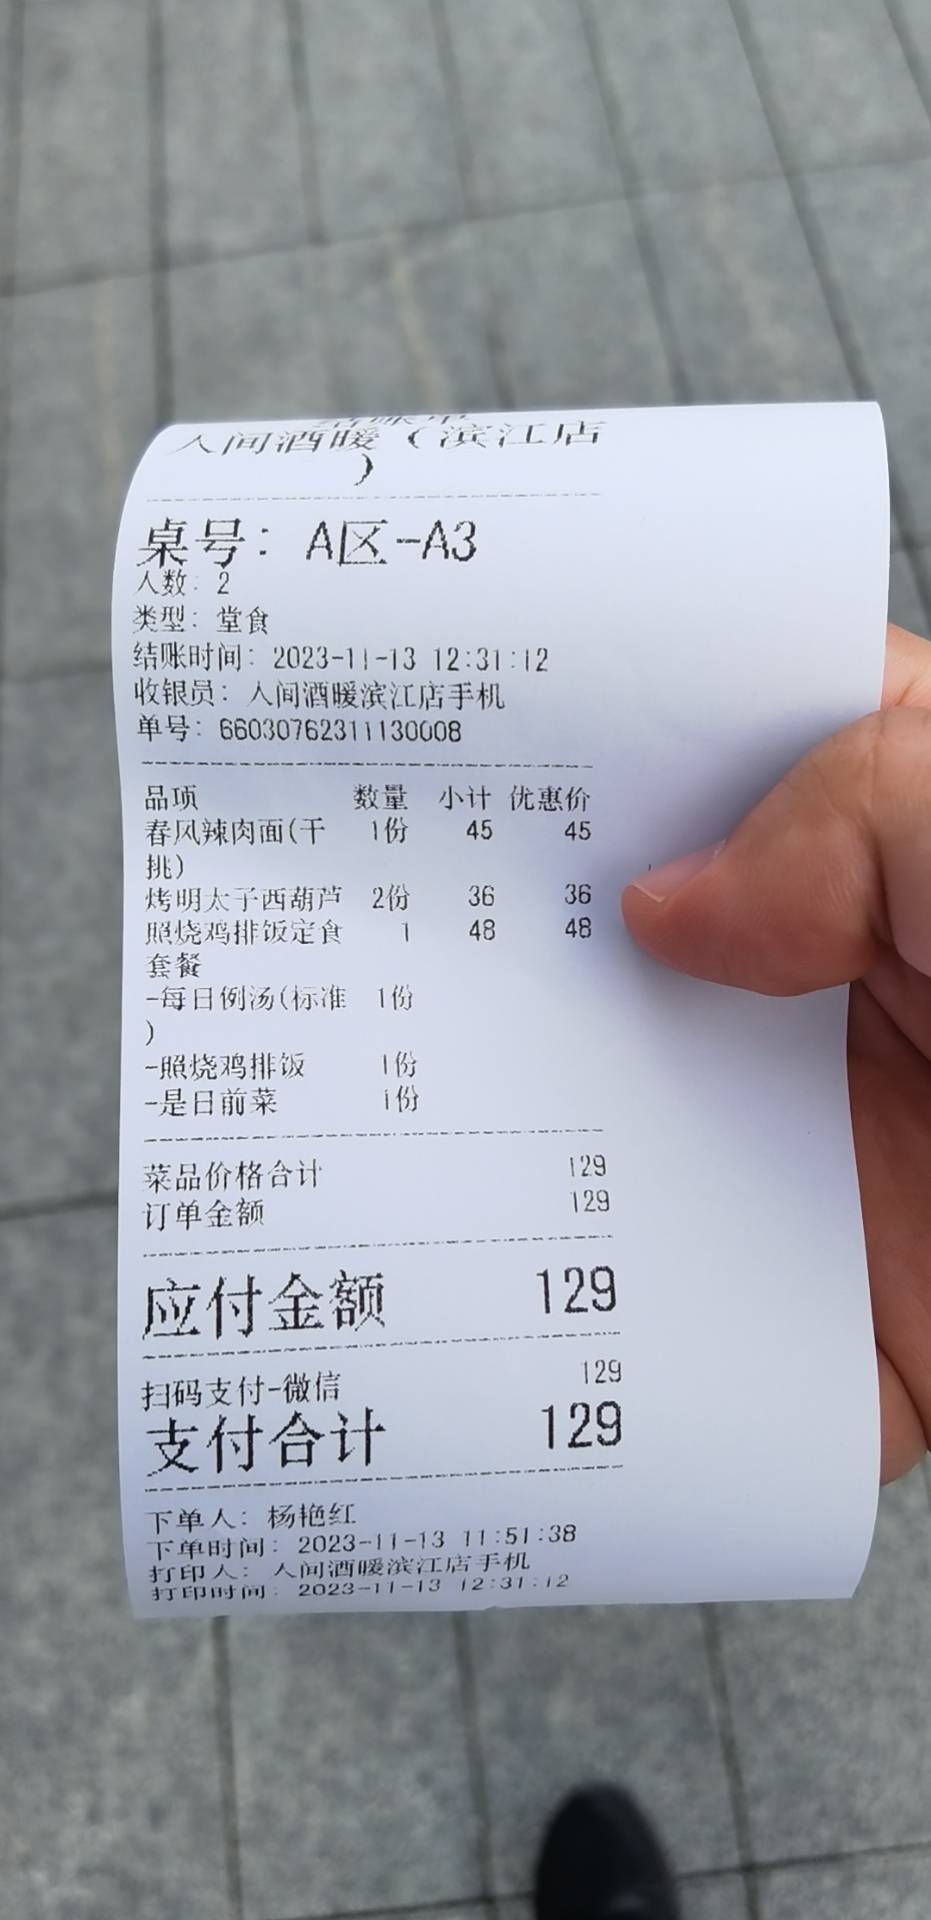 结账单
人间酒暖（滨江店
）
桌号：A区-A3
人数：2
类型：堂食
结账时间：2023-11-13 12:31:12
收银员：人间酒暖滨江店手机
单号：66030762311130008
品项 数量 小计 优惠价
春风辣肉面(干 1份 45 45
挑)
烤明太子西葫芦 2份 36 36
照烧鸡排饭定食 1 48 48
套餐
-每日例汤(标准 1份
)
-照烧鸡排饭 1份
-是日前菜 1份
菜品价格合计 129
订单金额 129
应付金额 129
扫码支付-微信 129
支付合计 129
下单人：杨艳红
下单时间：2023-11-13 11:51:38
打印人：人间酒暖滨江店手机
打印时间：2023-11-13 12:31:12